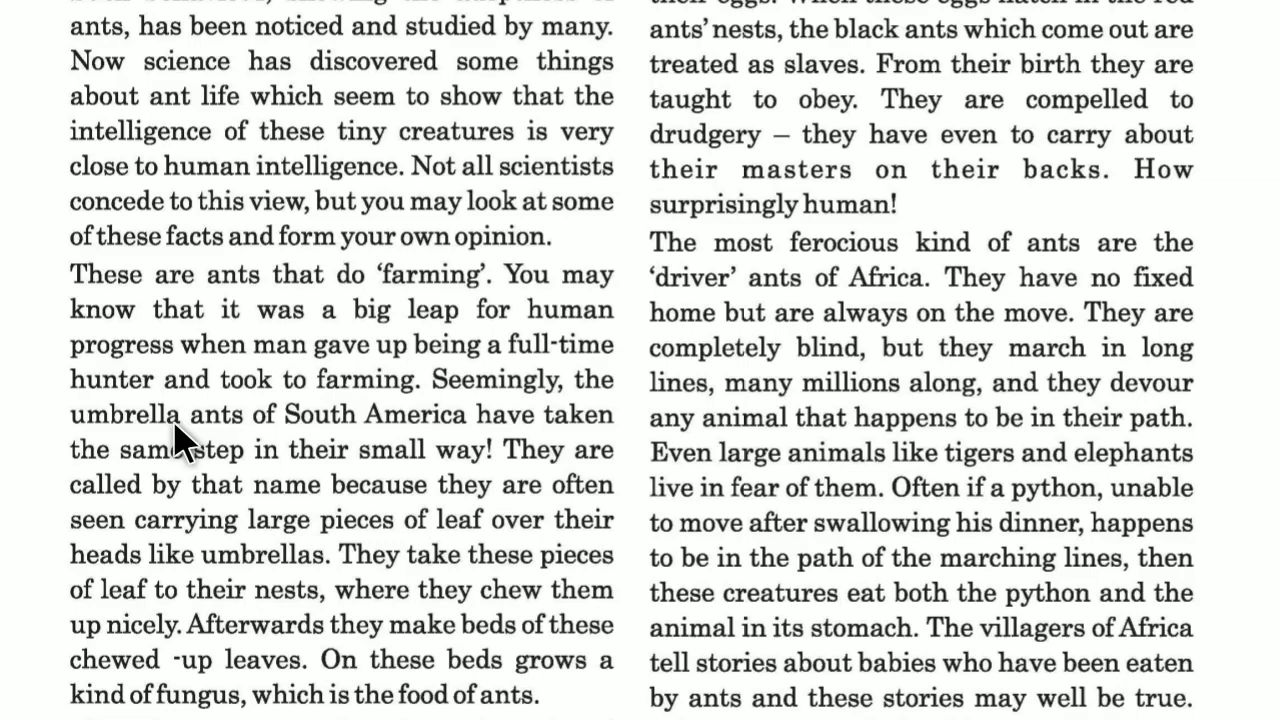 ants, has been noticed and studied by many.
Now science has discovered some things
about ant life which seem to show that the
intelligence of these tiny creatures is very
close to human intelligence. Not all scientists
concede to this view, but you may look at some
of these facts and form your own opinion.
These are ants that do ‘farming’. You may
know that it was a big leap for human
progress when man gave up being a full-time
hunter and took to farming. Seemingly, the
umbrella ants of South America have taken
the same step in their small way! They are
called by that name because they are often
seen carrying large pieces of leaf over their
heads like umbrellas. They take these pieces
of leaf to their nests, where they chew them
up nicely. Afterwards they make beds of these
chewed -up leaves. On these beds grows a
kind of fungus, which is the food of ants.
their eggs. When these eggs hatch in the red
ants’ nests, the black ants which come out are
treated as slaves. From their birth they are
taught to obey. They are compelled to
drudgery – they have even to carry about
their masters on their backs. How
surprisingly human!
The most ferocious kind of ants are the
‘driver’ ants of Africa. They have no fixed
home but are always on the move. They are
completely blind, but they march in long
lines, many millions along, and they devour
any animal that happens to be in their path.
Even large animals like tigers and elephants
live in fear of them. Often if a python, unable
to move after swallowing his dinner, happens
to be in the path of the marching lines, then
these creatures eat both the python and the
animal in its stomach. The villagers of Africa
tell stories about babies who have been eaten
by ants and these stories may well be true.